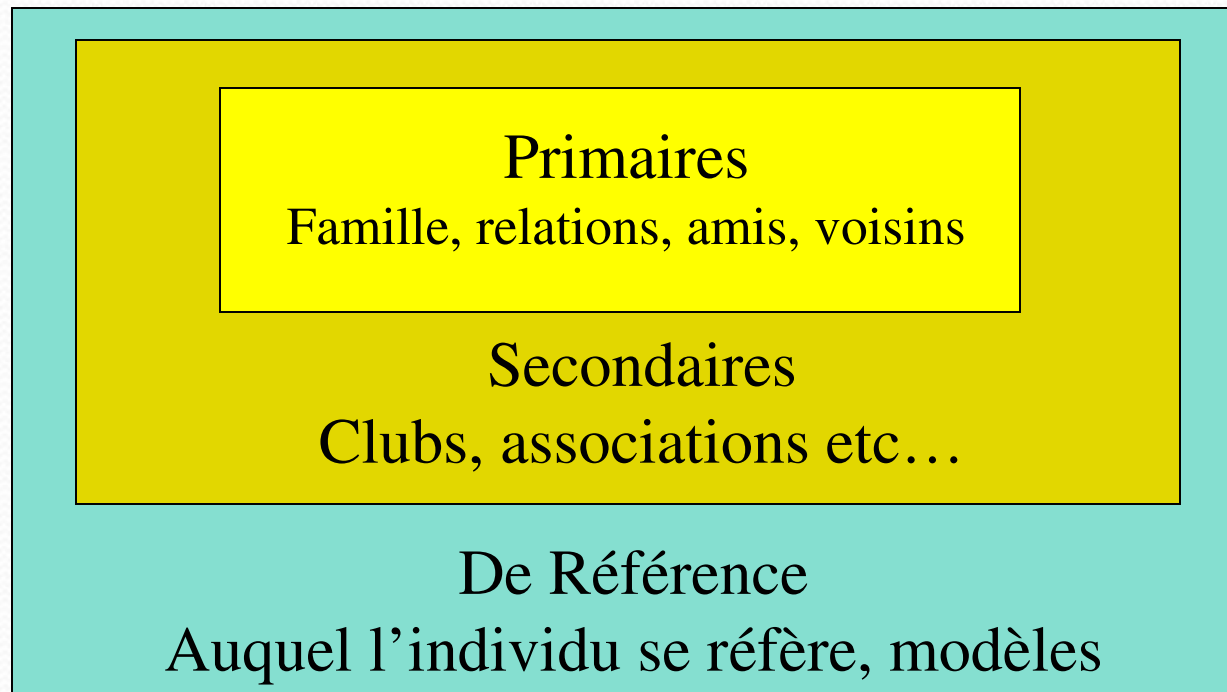 Primaires
Famille, relations, amis, voisins
Secondaires
Clubs, associations etc…
De Référence
Auquel l’individu se réfère, modèles